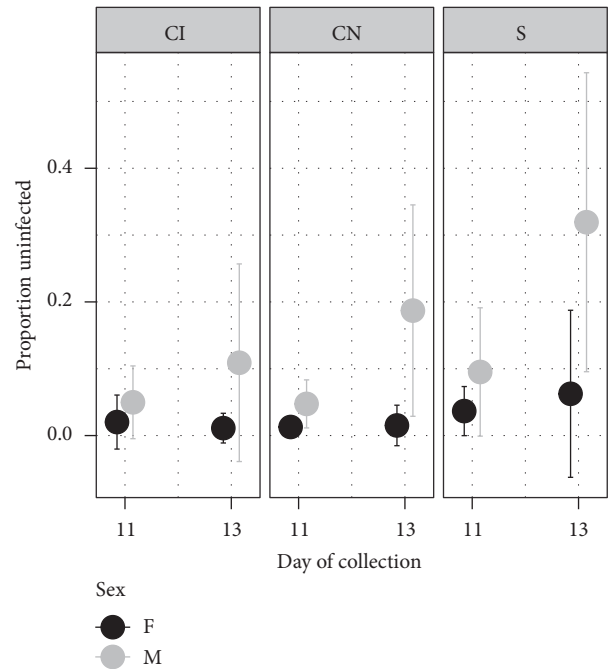 CI CN S
Proportion uninfected
0.4
0.2
0.0
11 13 11 13 11 13
Day of collection
Sex
F
M